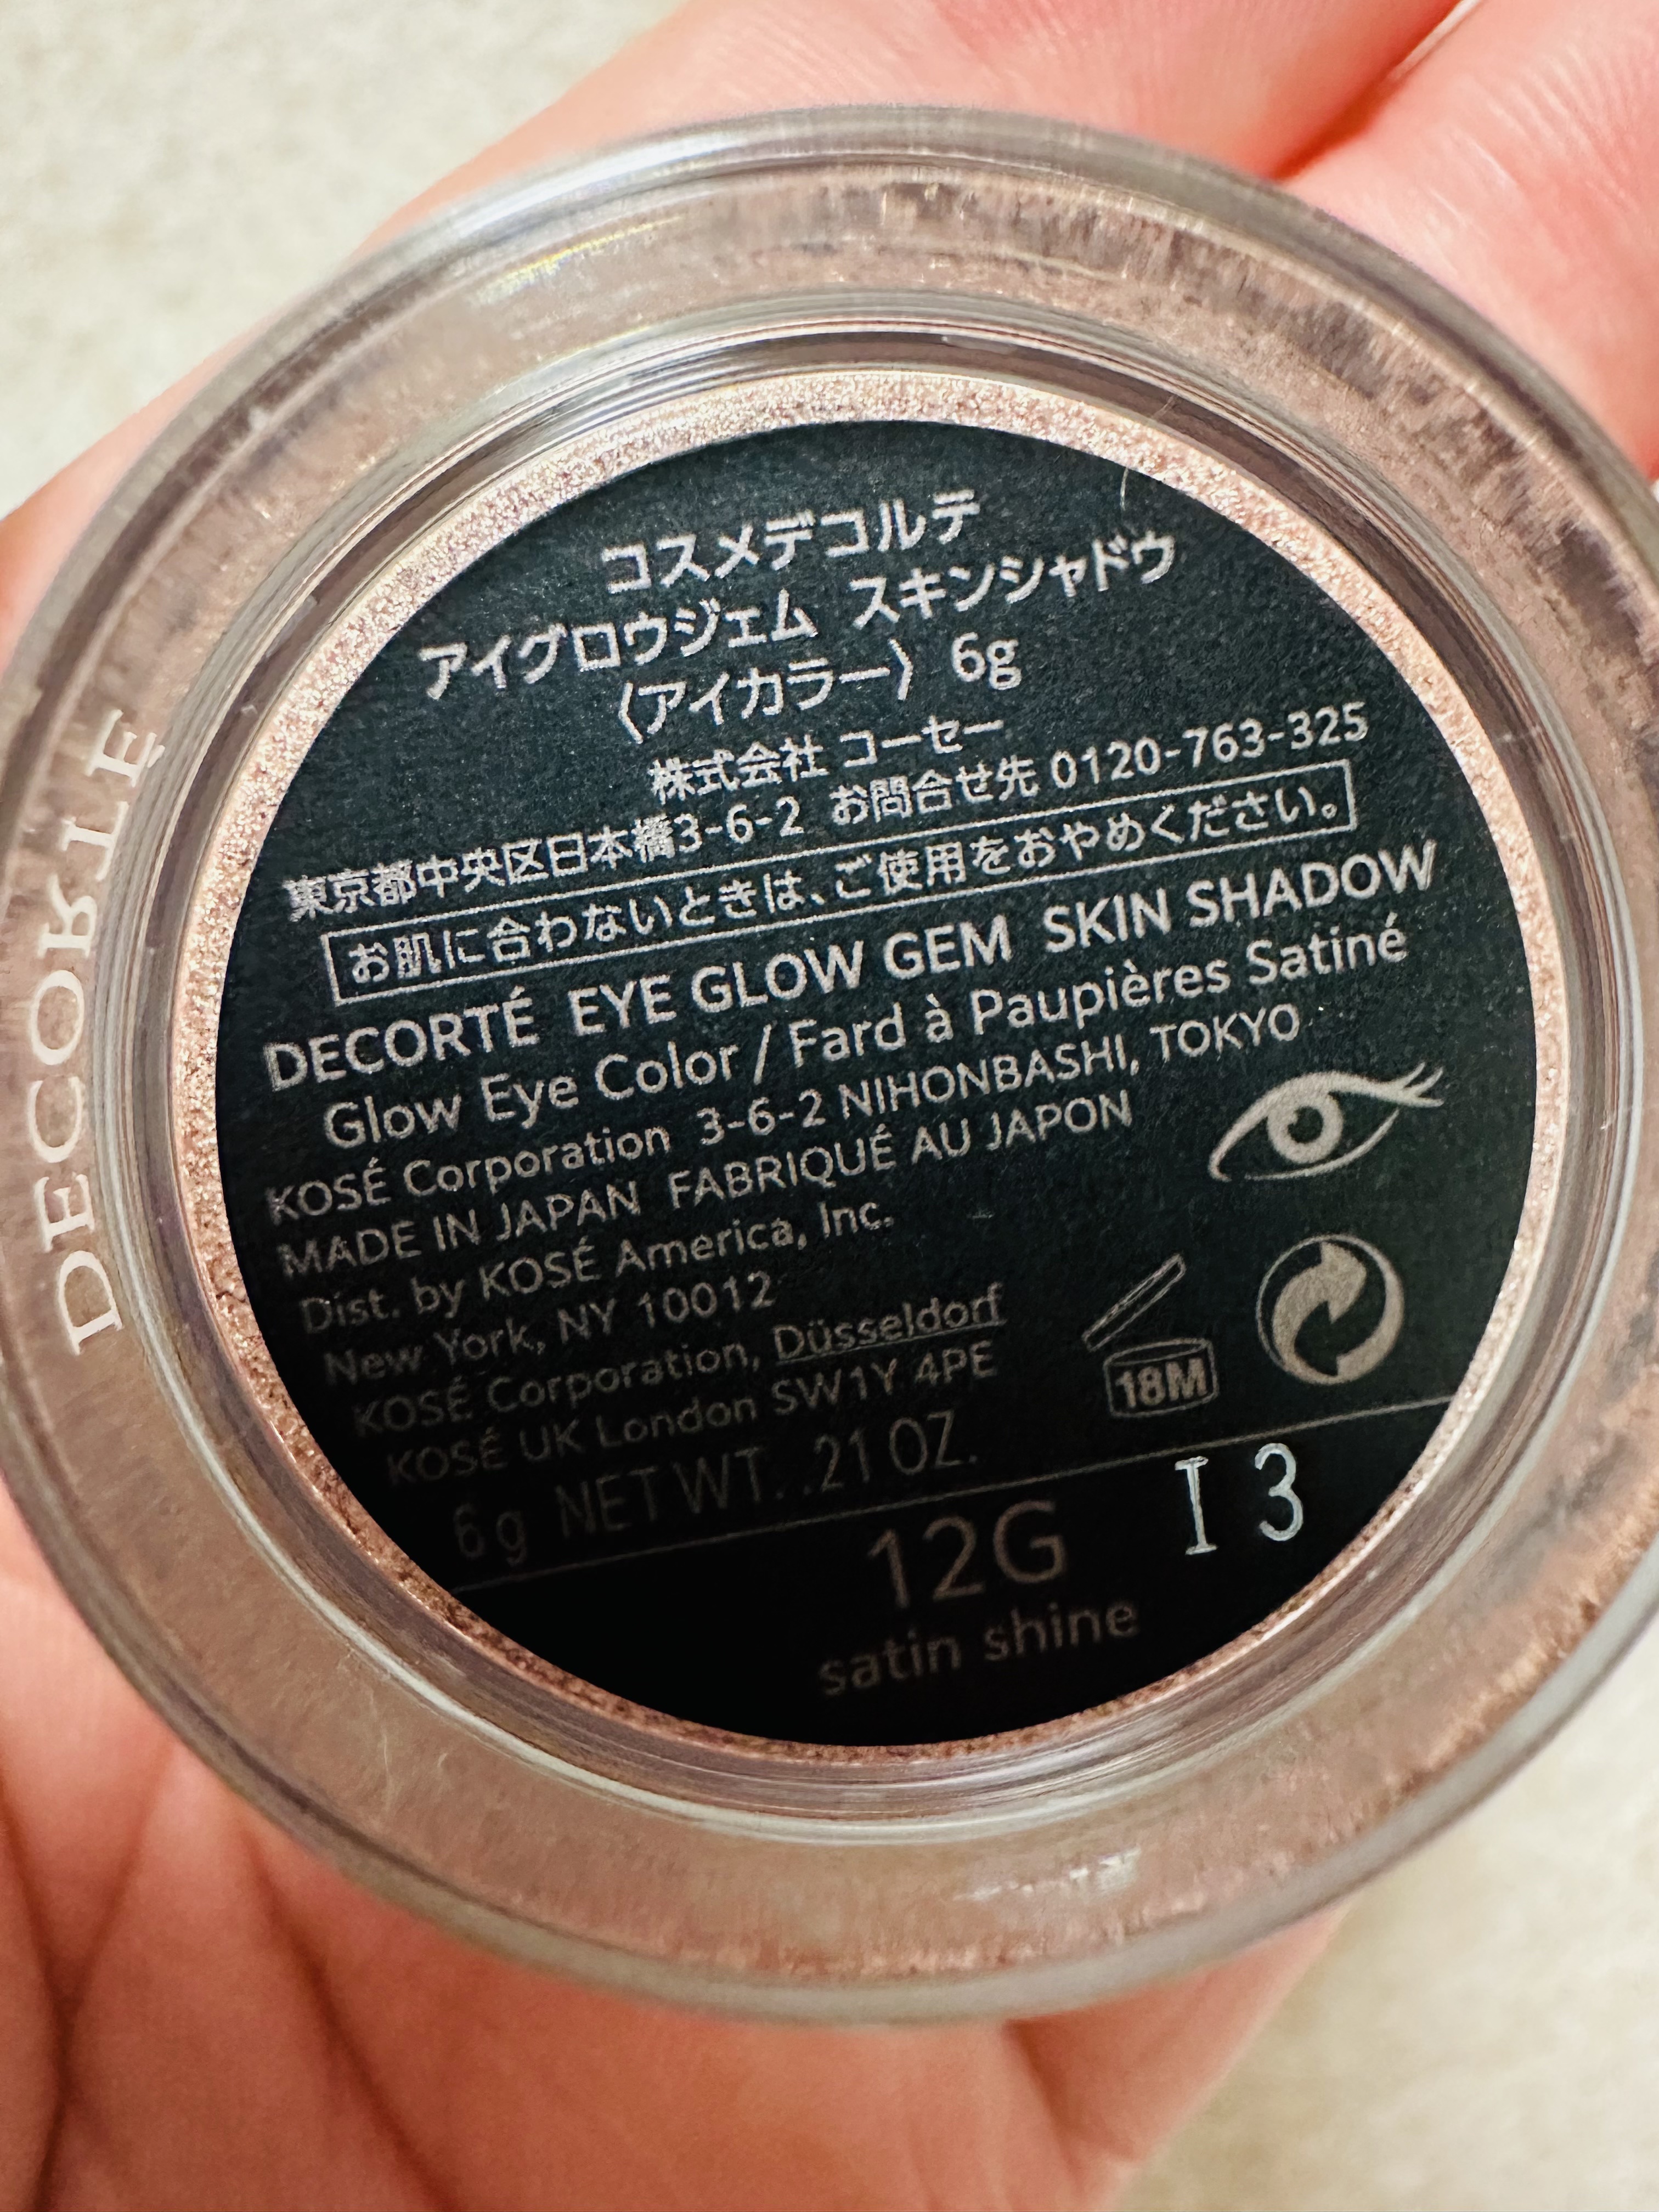 コスメデコルテ
アイグロウジェム スキンシャドウ
〈アイカラー〉 6g
株式会社 コーセー
東京都中央区日本橋3-6-2 お問合せ先 0120-763-325
お肌に合わないときは、ご使用をおやめください。
DECORTÉ EYE GLOW GEM SKIN SHADOW
Glow Eye Color / Fard à Paupières Satiné
KOSÉ Corporation 3-6-2 NIHONBASHI, TOKYO
MADE IN JAPAN FABRIQUÉ AU JAPON
Dist. by KOSÉ America, Inc.
New York, NY 10012
KOSÉ Corporation, Düsseldorf
KOSÉ UK London SW1Y 4PE
6g NET WT. .21 OZ.
18M
12G
I 3
satin shine
DECORTE